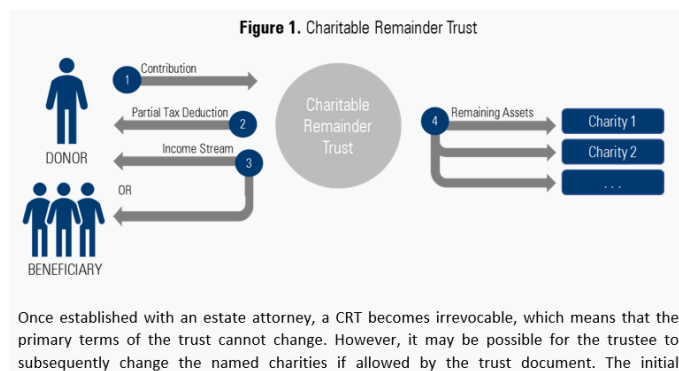 Figure 1. Charitable Remainder Trust
1
Contribution
Partial Tax Deduction
2
Income Stream
3
DONOR
OR
BENEFICIARY
Charitable
Remainder
Trust
4
Remaining Assets
Charity 1
Charity 2
. . .
Once established with an estate attorney, a CRT becomes irrevocable, which means that the
primary terms of the trust cannot change. However, it may be possible for the trustee to
subsequently change the named charities if allowed by the trust document. The initial